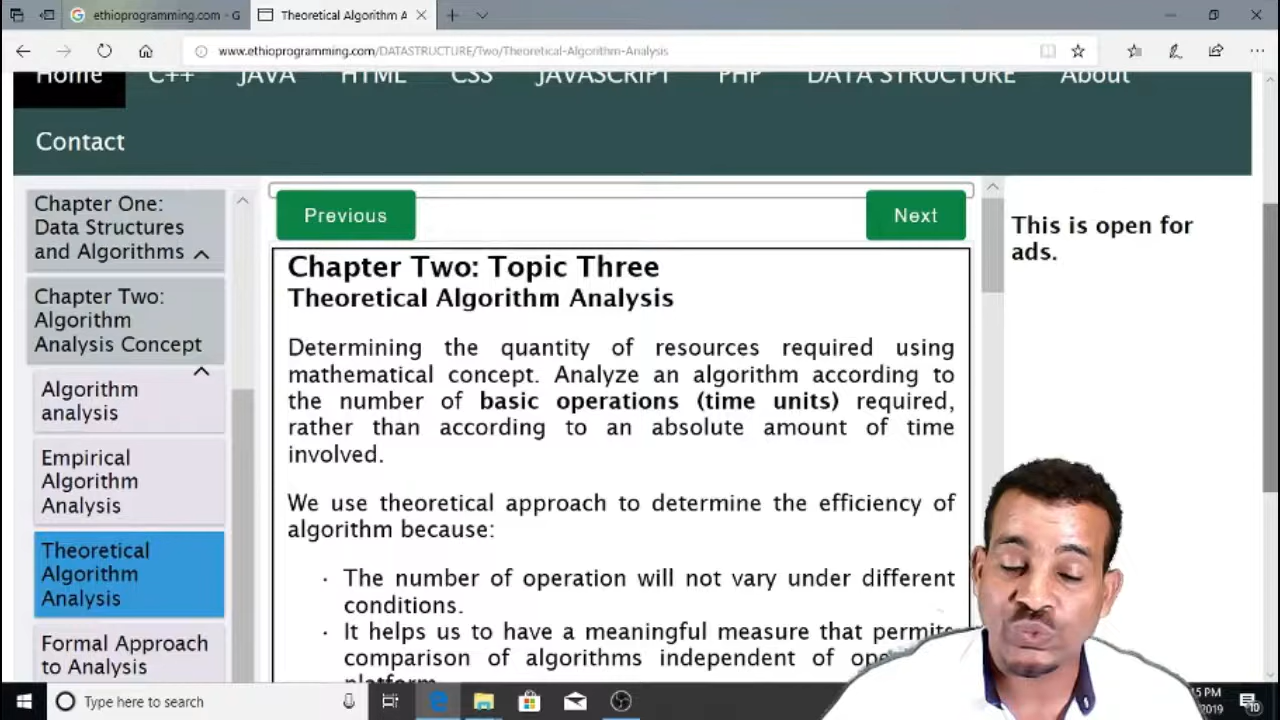 ethioprogramming.com - G
Theoretical Algorithm A
www.ethioprogramming.com/DATASTRUCTURE/Two/Theoretical-Algorithm-Analysis
Home C++ JAVA HTML CSS JAVASCRIPT PHP DATA STRUCTURE About
Contact
Chapter One:
Data Structures
and Algorithms
Chapter Two:
Algorithm
Analysis Concept
Algorithm
analysis
Empirical
Algorithm
Analysis
Theoretical
Algorithm
Analysis
Formal Approach
to Analysis
Previous
Next
Chapter Two: Topic Three
Theoretical Algorithm Analysis
Determining the quantity of resources required using
mathematical concept. Analyze an algorithm according to
the number of basic operations (time units) required,
rather than according to an absolute amount of time
involved.
We use theoretical approach to determine the efficiency of
algorithm because:
· The number of operation will not vary under different
conditions.
· It helps us to have a meaningful measure that permits
comparison of algorithms independent of
platform.
This is open for
ads.
Type here to search
15 PM
2019
10